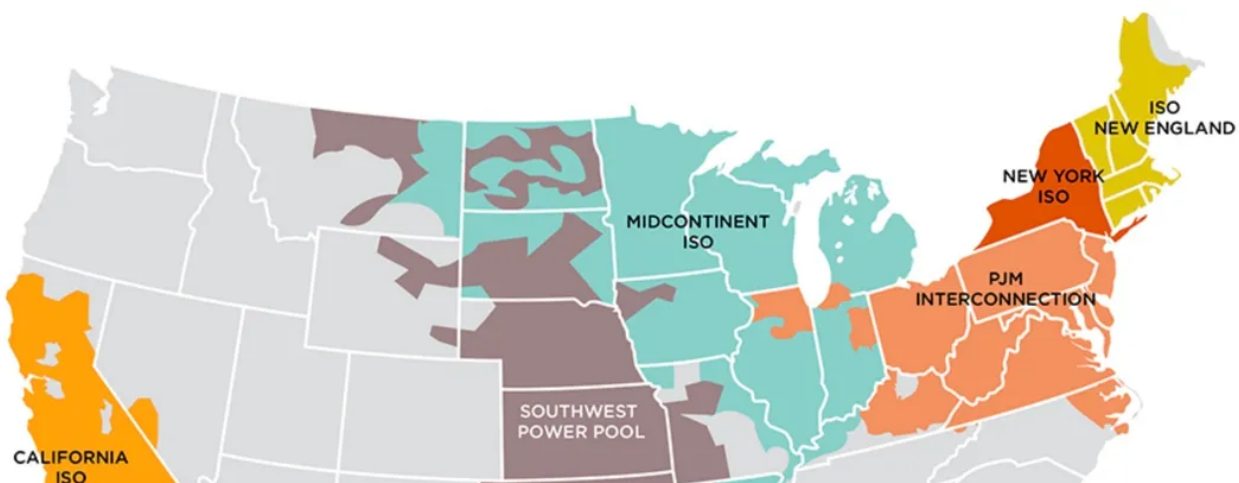 ISO
NEW ENGLAND
NEW YORK
ISO
MIDCONTINENT
ISO
PJM
INTERCONNECTION
SOUTHWEST
POWER POOL
CALIFORNIA
ISO